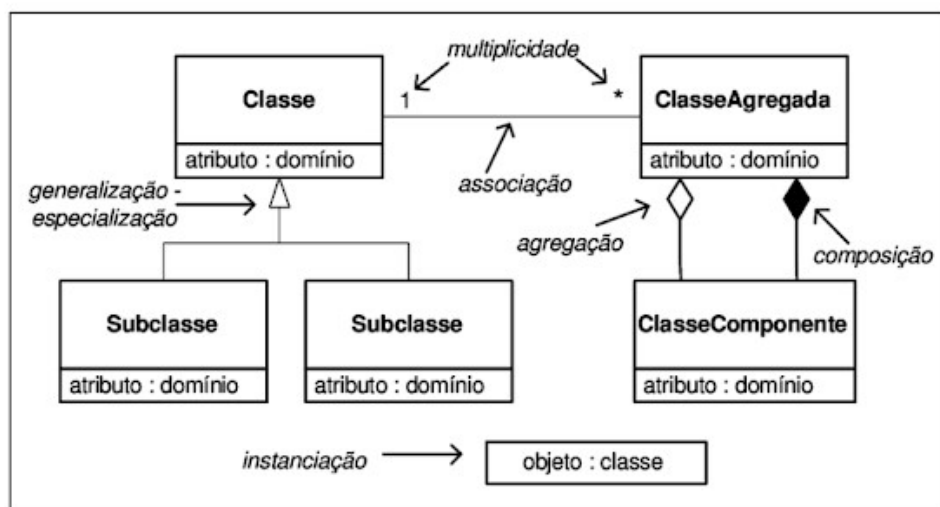 multiplicidade
Classe
1
*
ClasseAgregada
atributo : domínio
associação
atributo : domínio
generalização -
especialização
agregação
composição
Subclasse
Subclasse
ClasseComponente
atributo : domínio
atributo : domínio
atributo : domínio
instanciação
objeto : classe